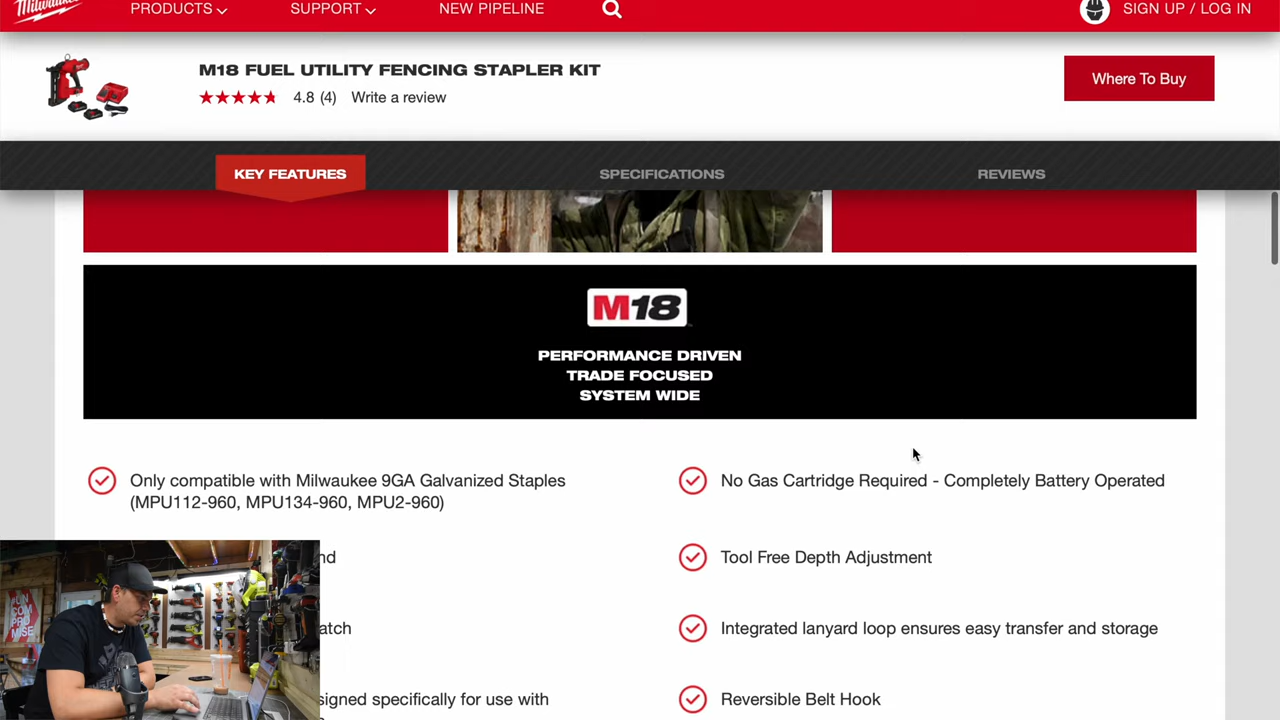 Milwaukee
PRODUCTS
SUPPORT
NEW PIPELINE
SIGN UP / LOG IN
M18 FUEL UTILITY FENCING STAPLER KIT
4.8 (4) Write a review
Where To Buy
KEY FEATURES
SPECIFICATIONS
REVIEWS
M18
PERFORMANCE DRIVEN
TRADE FOCUSED
SYSTEM WIDE
Only compatible with Milwaukee 9GA Galvanized Staples
(MPU112-960, MPU134-960, MPU2-960)
No Gas Cartridge Required - Completely Battery Operated
nd
Tool Free Depth Adjustment
atch
Integrated lanyard loop ensures easy transfer and storage
signed specifically for use with
Reversible Belt Hook